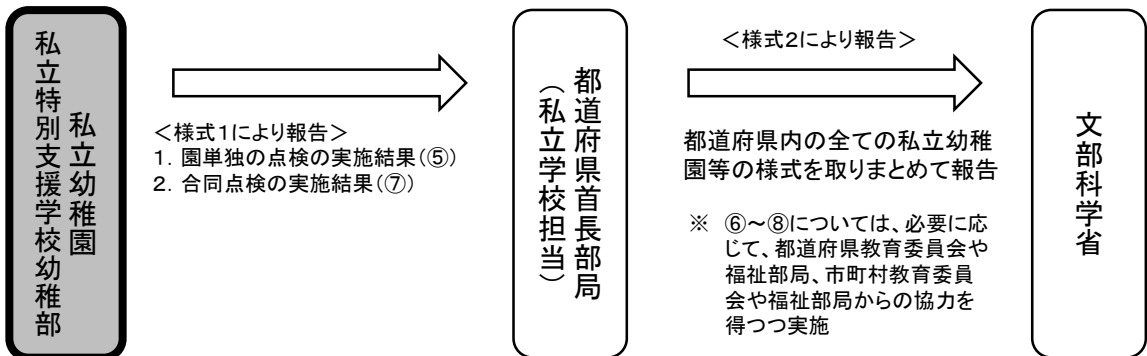 私立幼稚園
私立特別支援学校幼稚部
＜様式１により報告＞
１．園単独の点検の実施結果（⑤）
２．合同点検の実施結果（⑦）
都道府県首長部局
（私立学校担当）
＜様式２により報告＞
都道府県内の全ての私立幼稚
園等の様式を取りまとめて報告
※　⑥～⑧については、必要に応
じて、都道府県教育委員会や
福祉部局、市町村教育委員
会や福祉部局からの協力を
得つつ実施
文部科学省